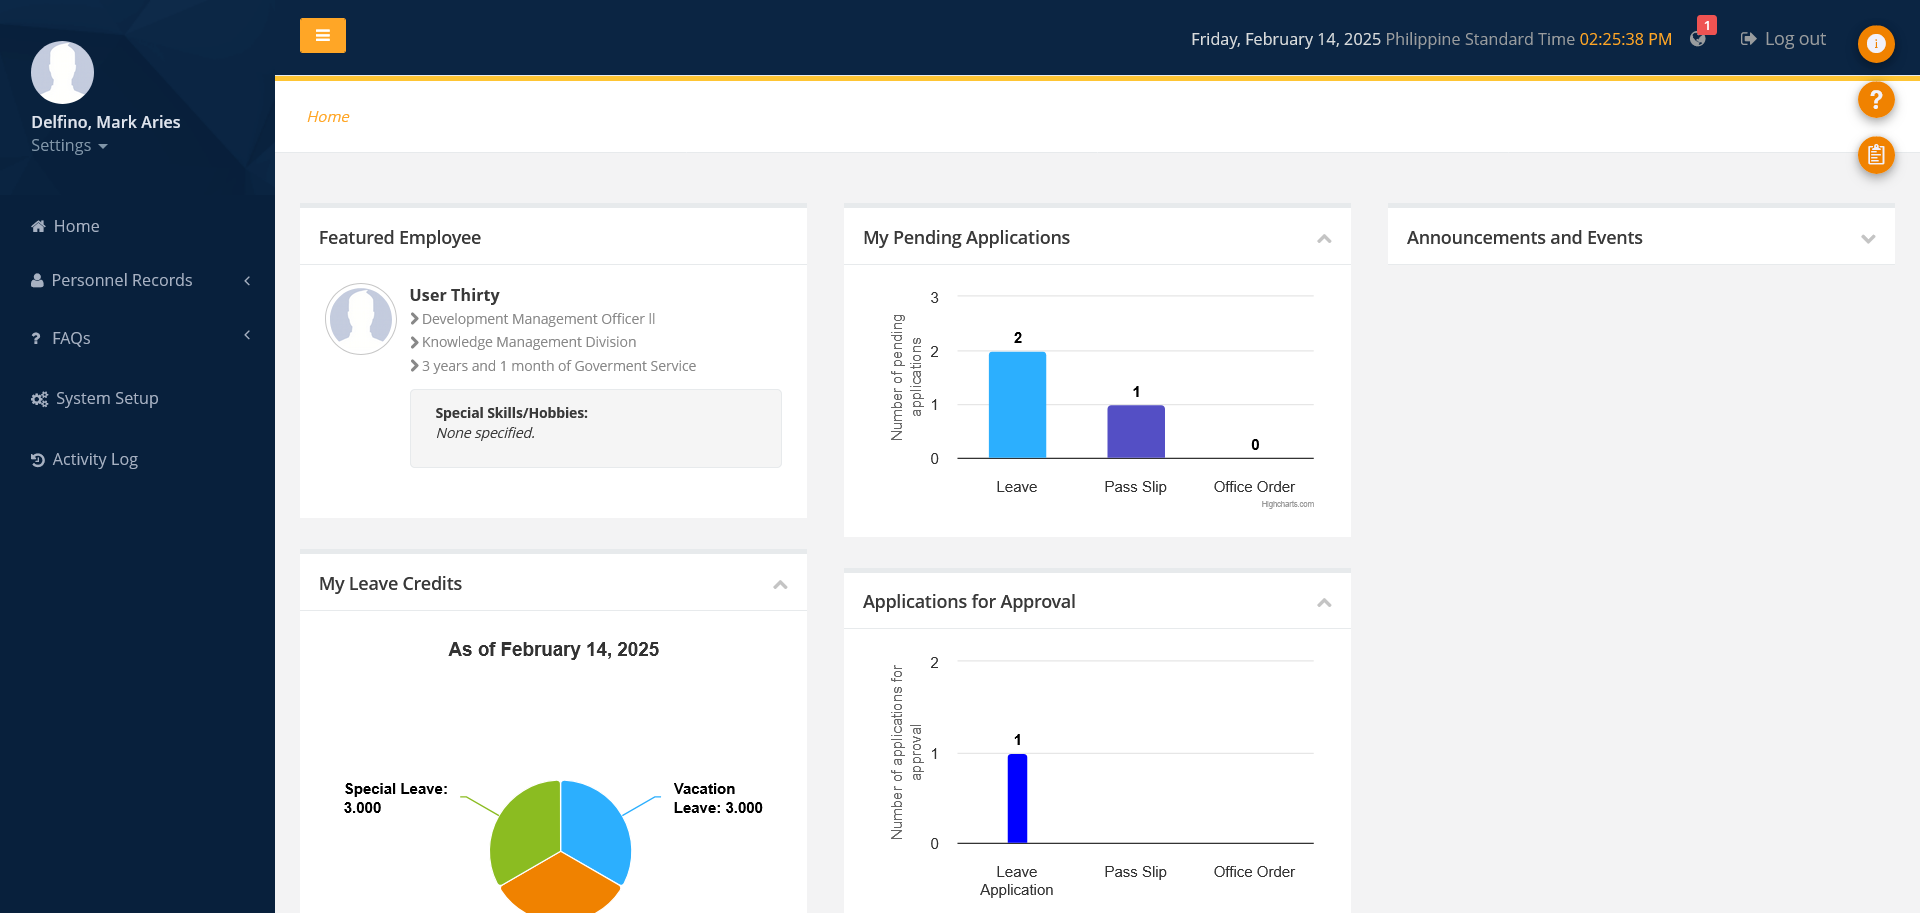 Delfino, Mark Aries
Settings
Home
Personnel Records
FAQs
System Setup
Activity Log
Friday, February 14, 2025 Philippine Standard Time 02:25:38 PM
1
Log out
i
?
Home
Featured Employee
User Thirty
Development Management Officer ll
Knowledge Management Division
3 years and 1 month of Goverment Service
Special Skills/Hobbies:
None specified.
My Leave Credits
As of February 14, 2025
Special Leave:
3.000
Vacation
Leave: 3.000
My Pending Applications
Number of pending
applications
3
2
1
0
2
1
0
Leave
Pass Slip
Office Order
Highcharts.com
Applications for Approval
Number of applications for
approval
2
1
0
1
Leave
Application
Pass Slip
Office Order
Announcements and Events